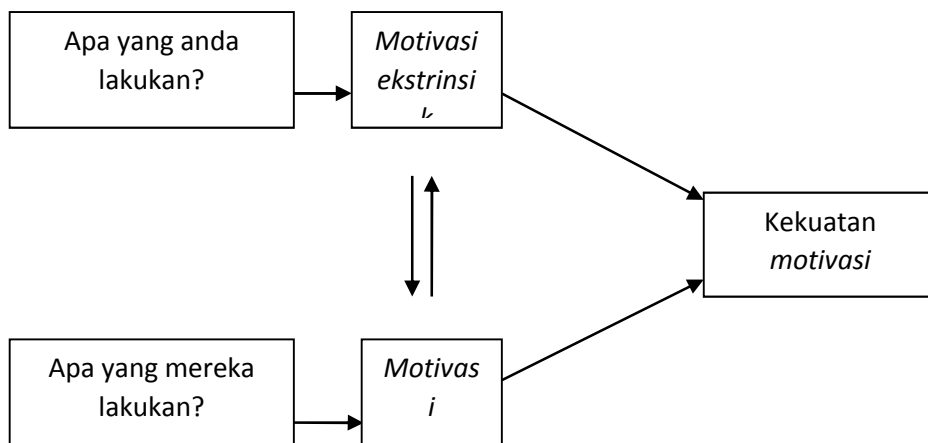 Apa yang anda
lakukan?
Motivasi
ekstrinsi
k
Kekuatan
motivasi
Apa yang mereka
lakukan?
Motivas
i